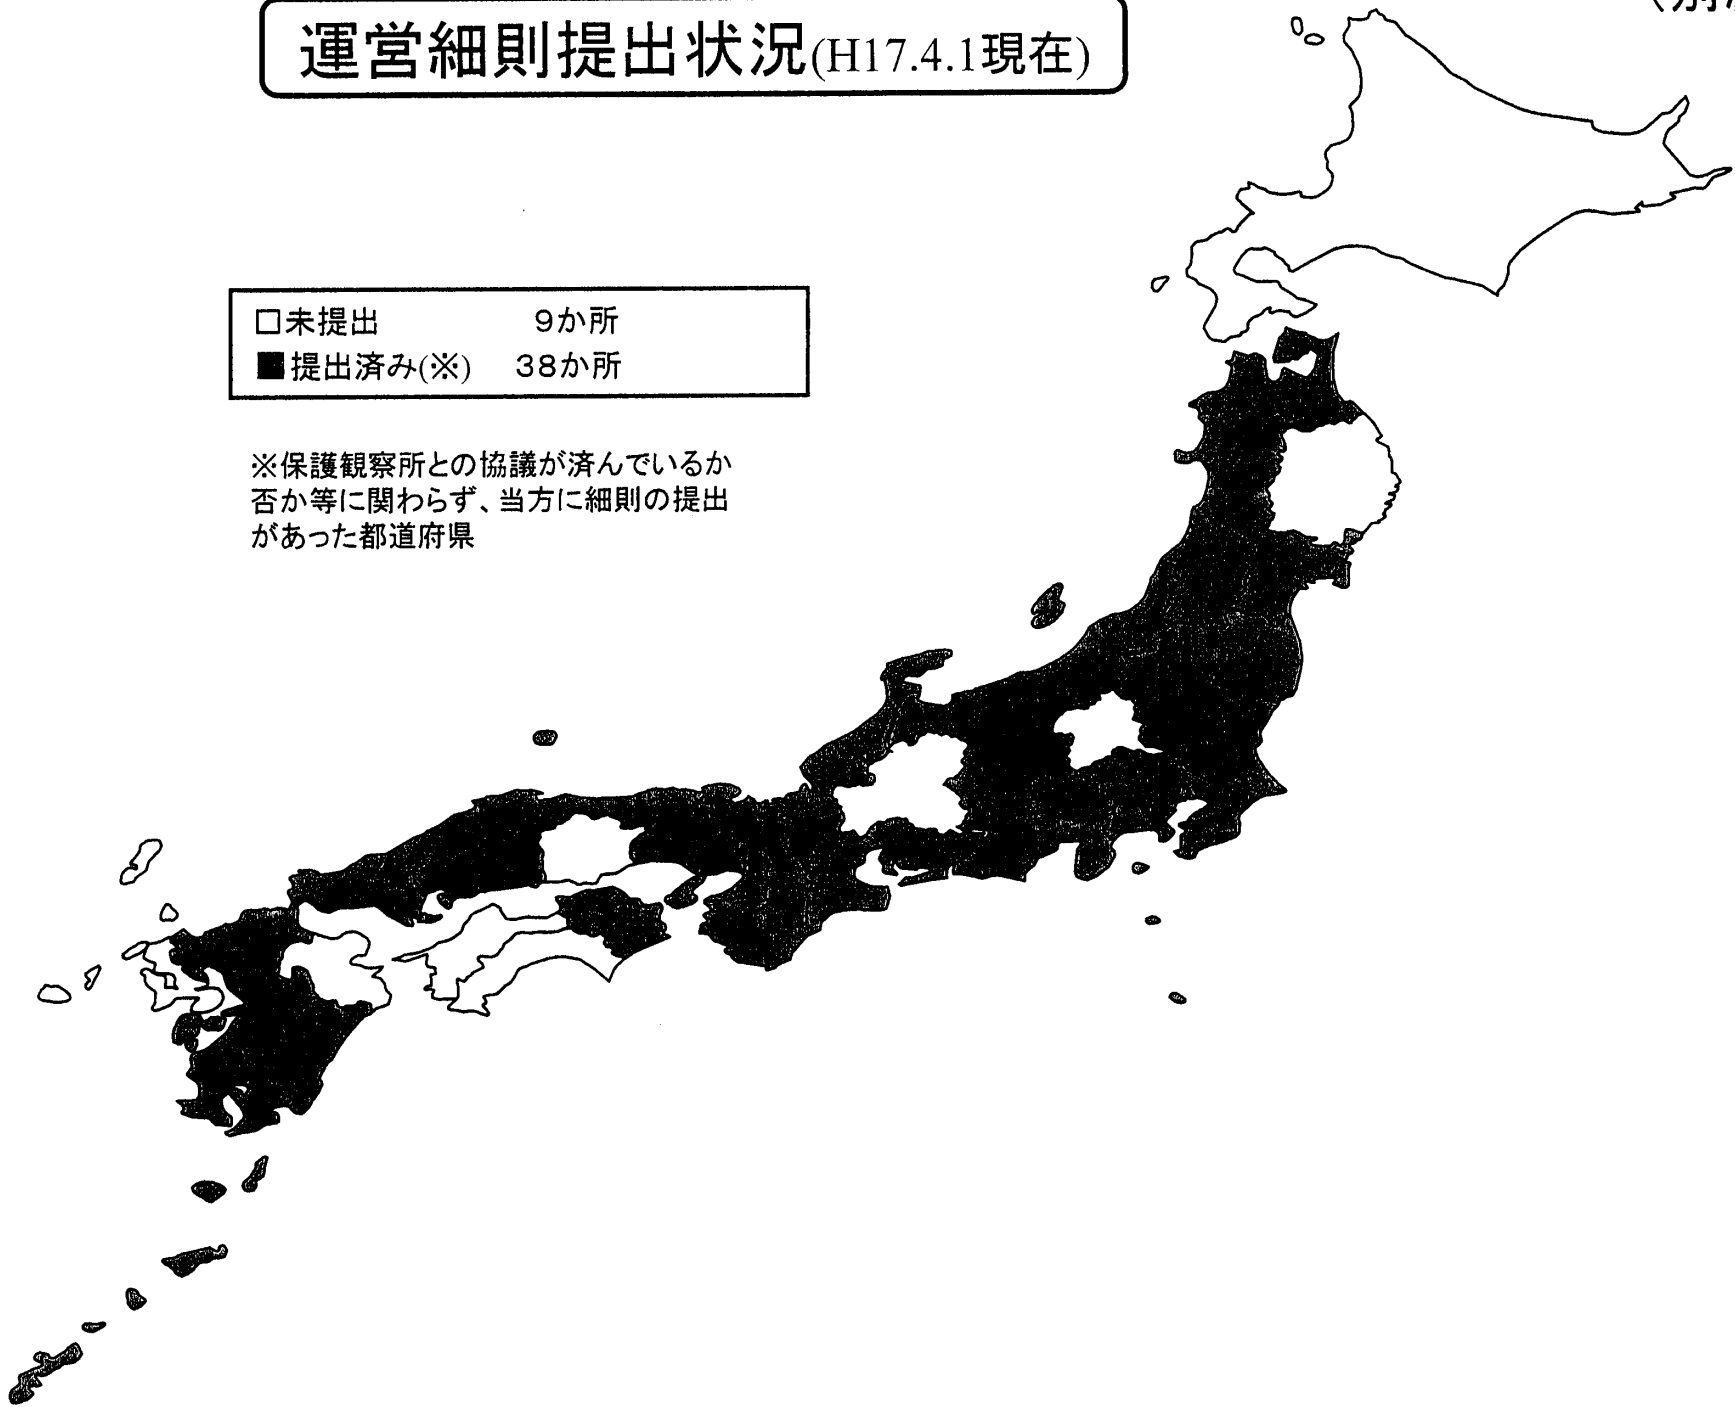 運営細則提出状況(H17.4.1現在)
□未提出 9か所
■提出済み(※) 38か所
※保護観察所との協議が済んでいるか
否か等に関わらず、当方に細則の提出
があった都道府県